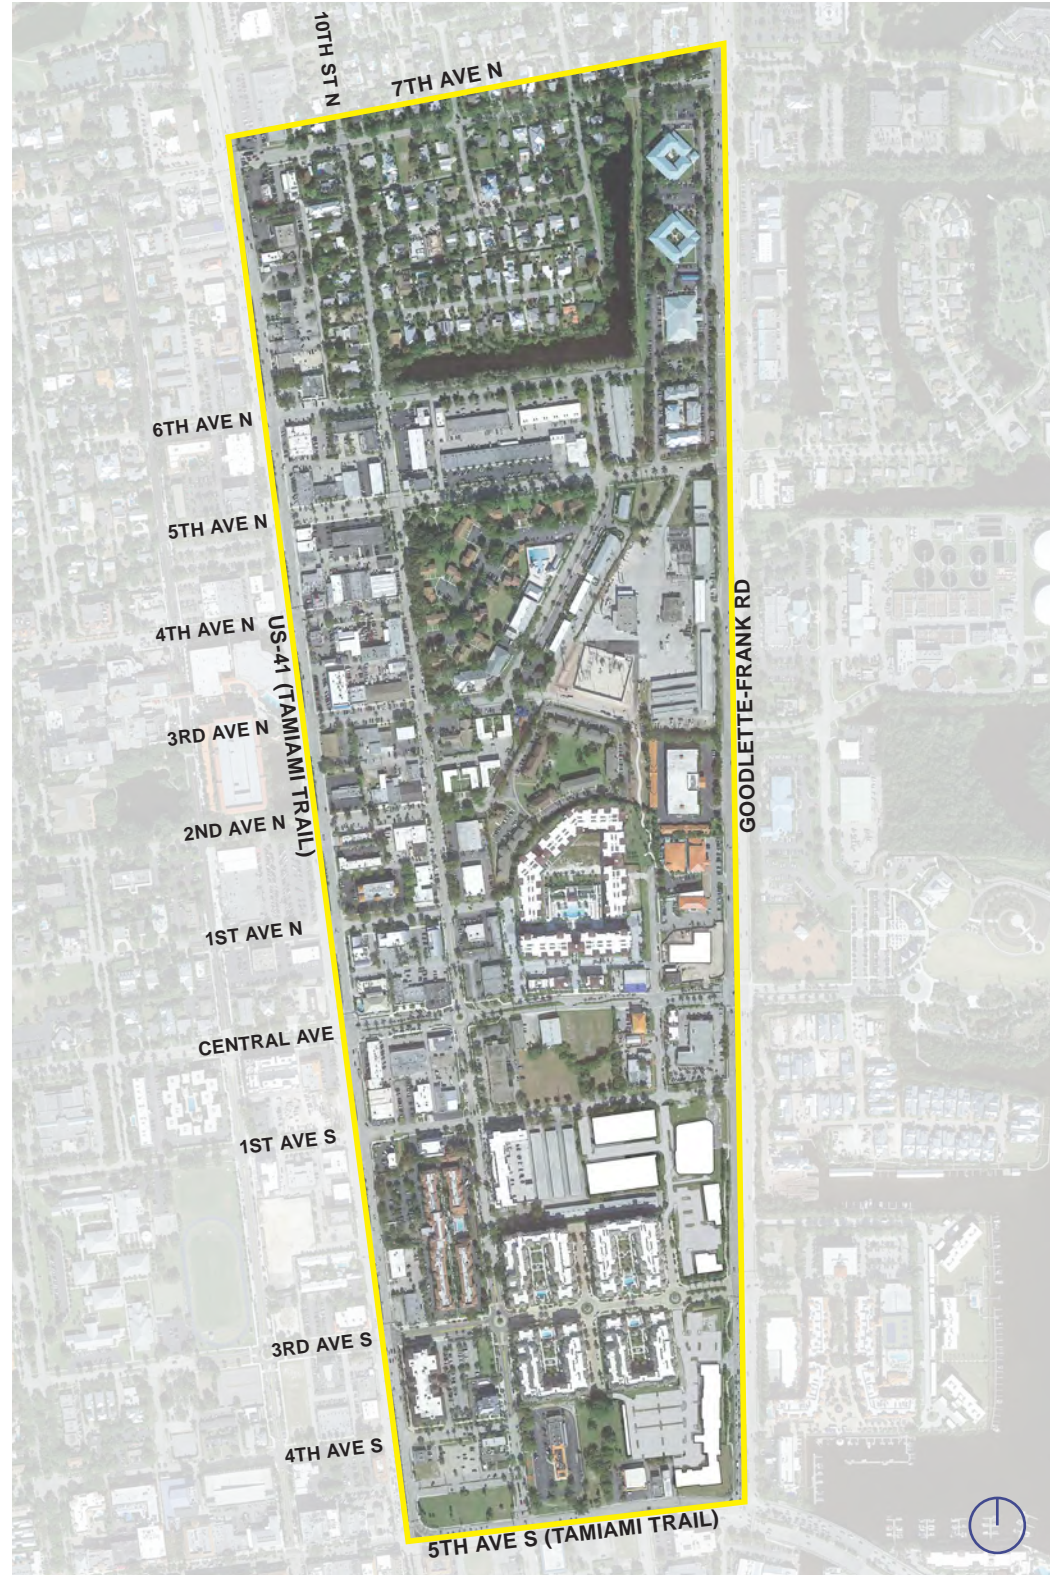 10TH ST N
7TH AVE N
6TH AVE N
5TH AVE N
4TH AVE N
US-41 (TAMIAMI TRAIL)
GOODLETTE-FRANK RD
3RD AVE N
2ND AVE N
1ST AVE N
CENTRAL AVE
1ST AVE S
3RD AVE S
4TH AVE S
5TH AVE S (TAMIAMI TRAIL)